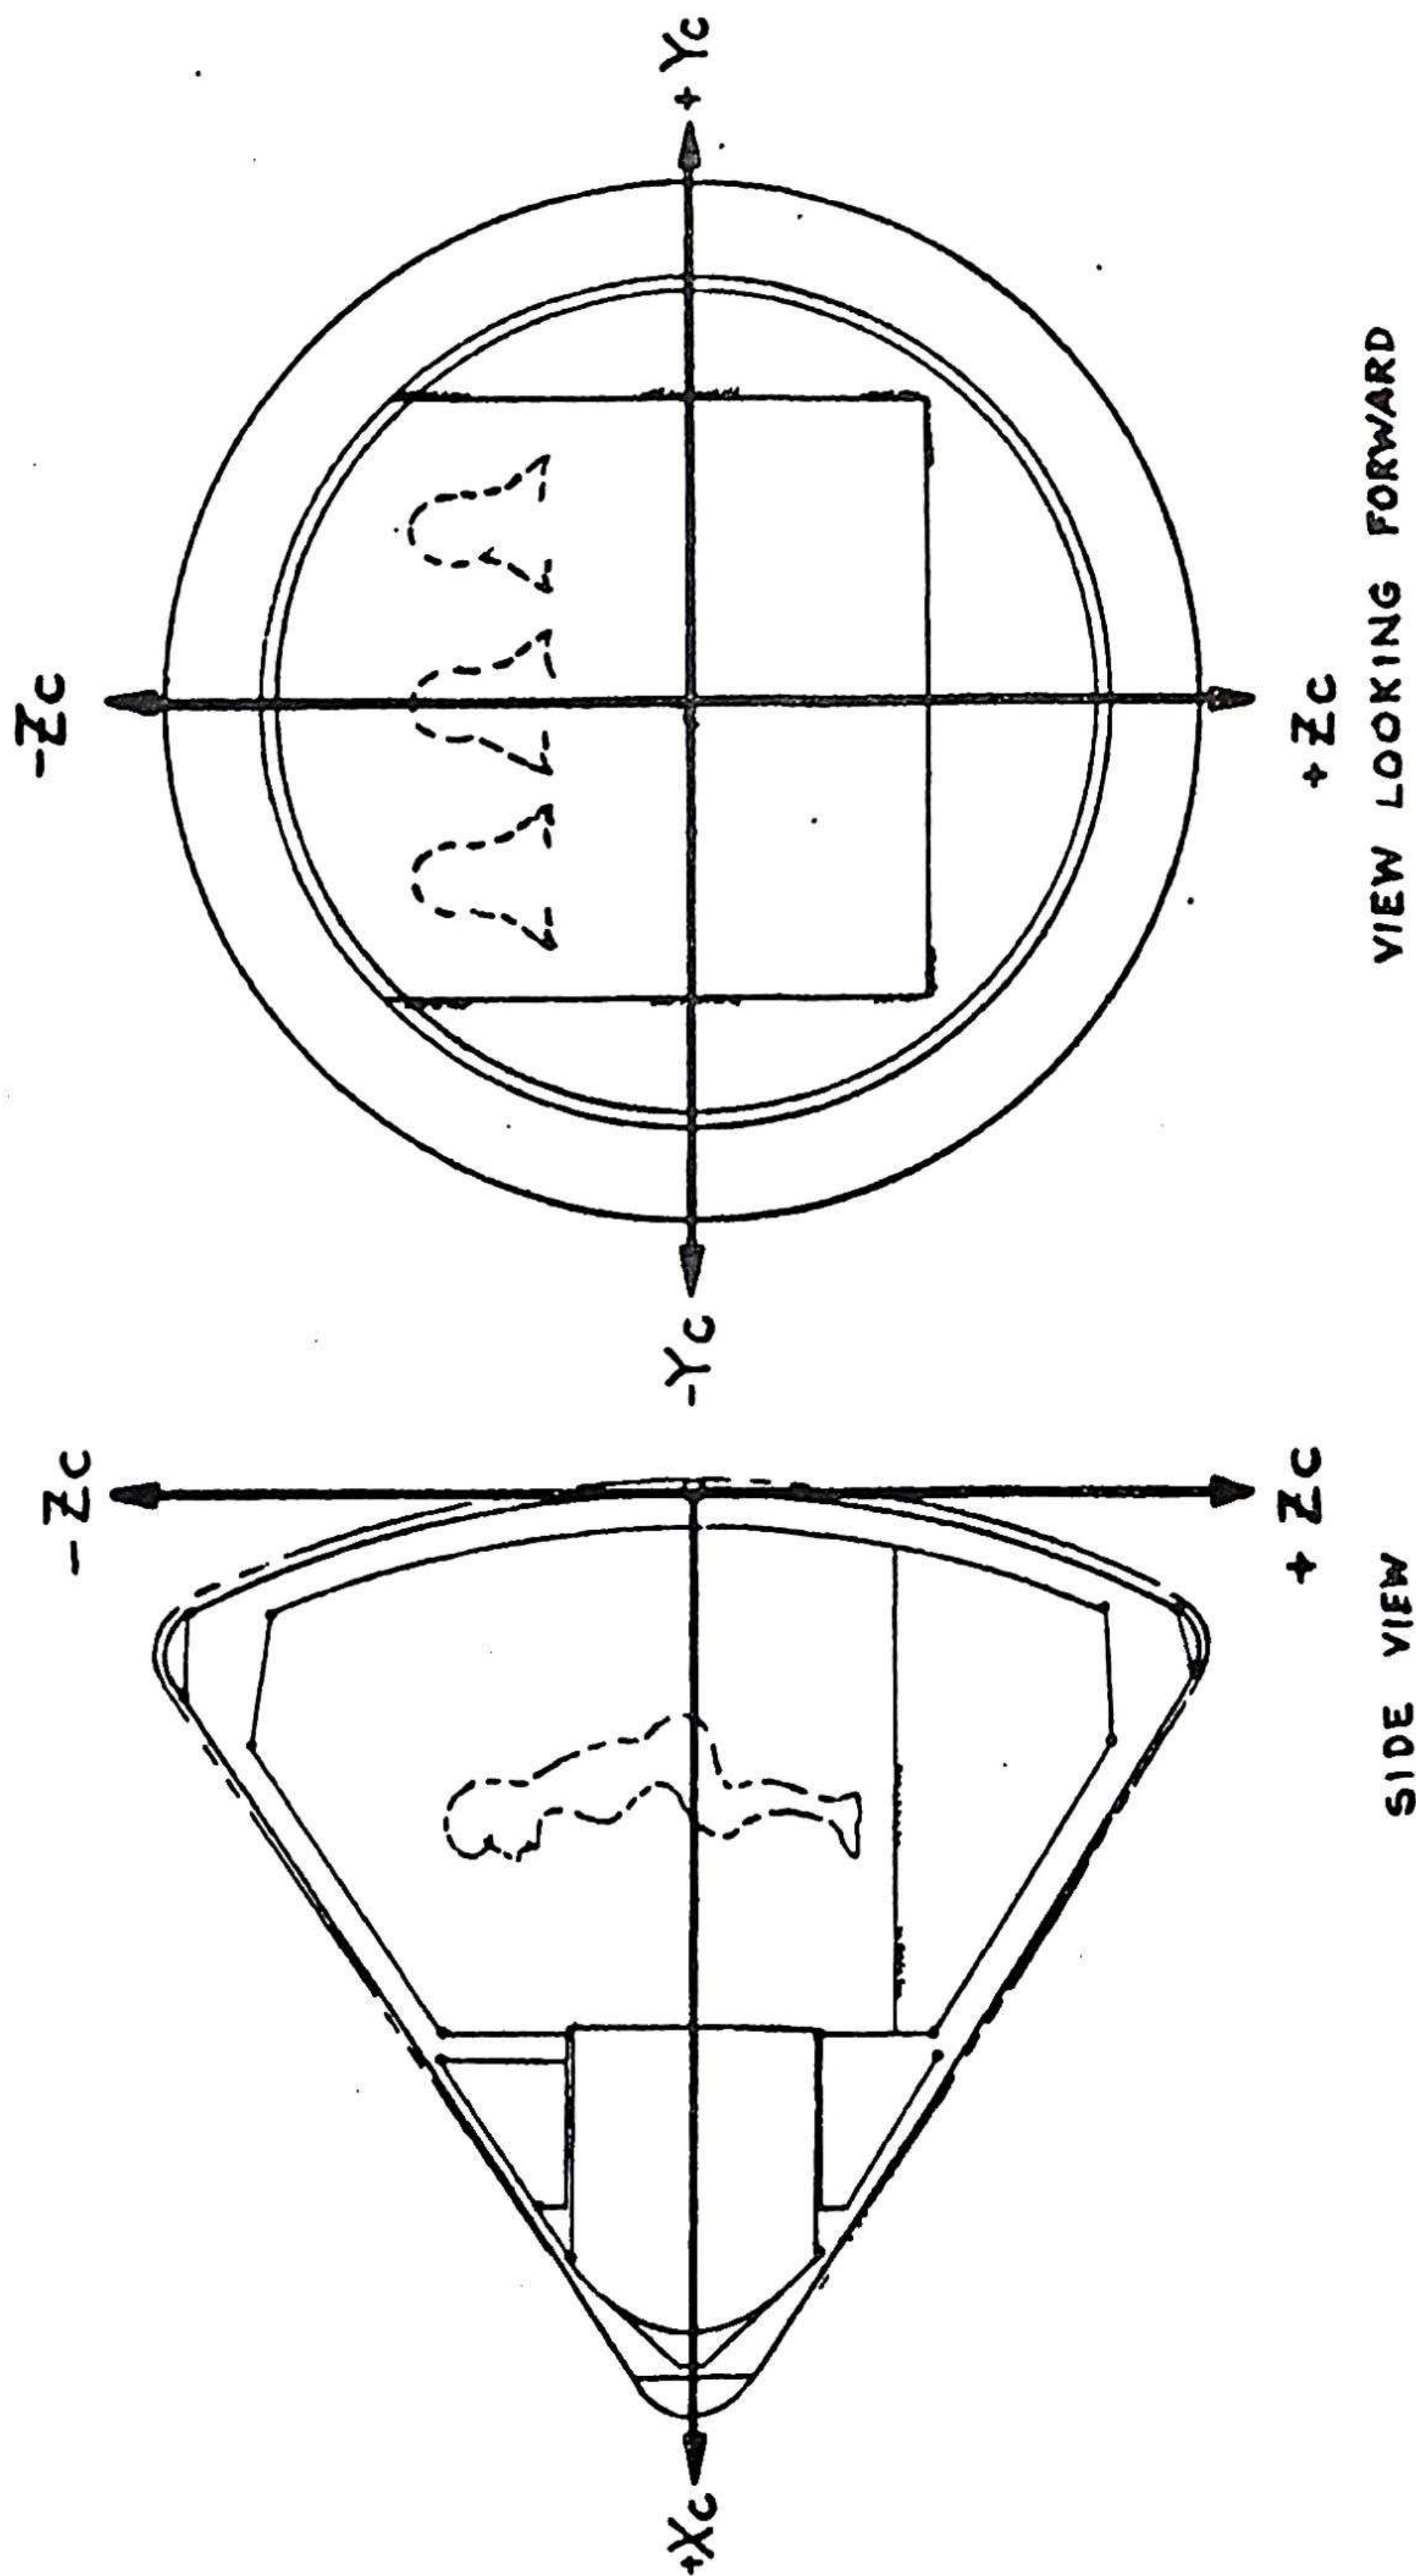 -Zc
-Zc
+Xc
-Yc
+Yc
+Zc
+Zc
SIDE VIEW
VIEW LOOKING FORWARD